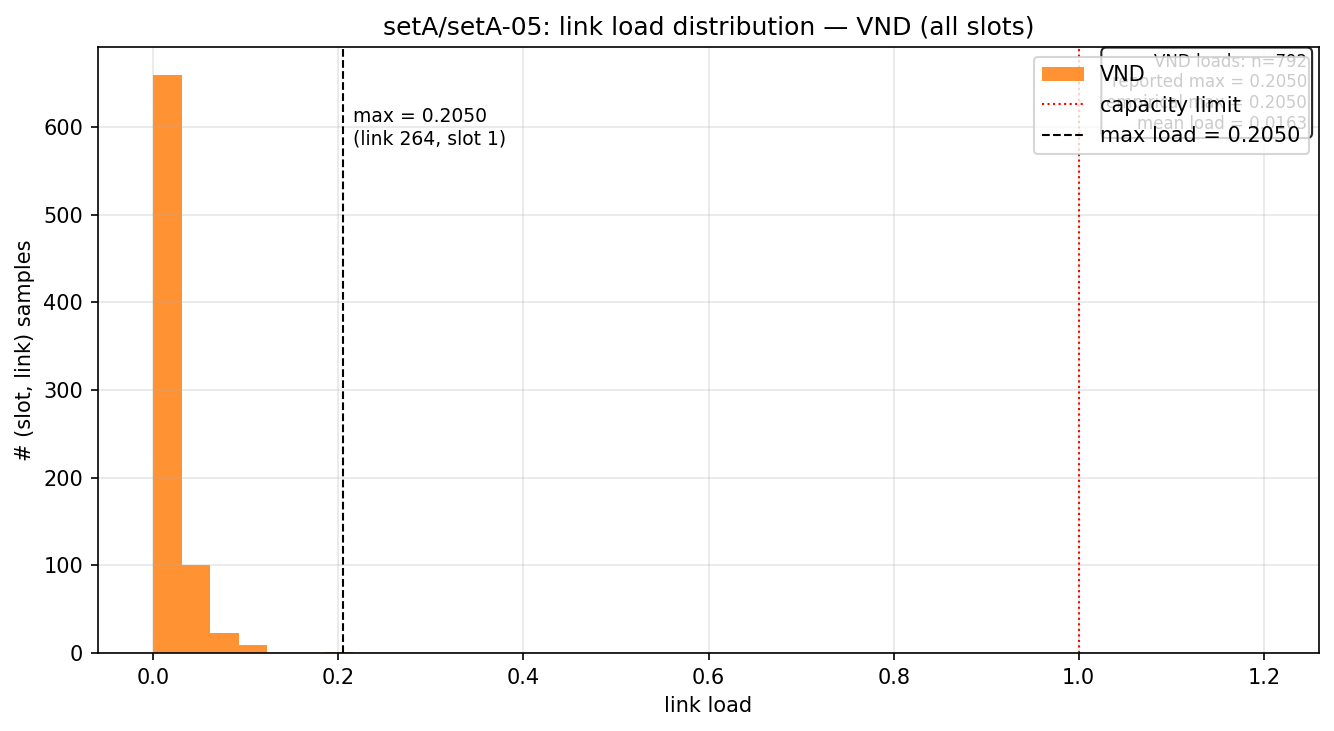 setA/setA-05: link load distribution — VND (all slots)
# (slot, link) samples
600
500
400
300
200
100
0
max = 0.2050
(link 264, slot 1)
VND
capacity limit
max load = 0.2050
VND loads: n=792
reported max = 0.2050
= 0.2050
mean load = 0.0163
0.0
0.2
0.4
0.6
0.8
1.0
1.2
link load